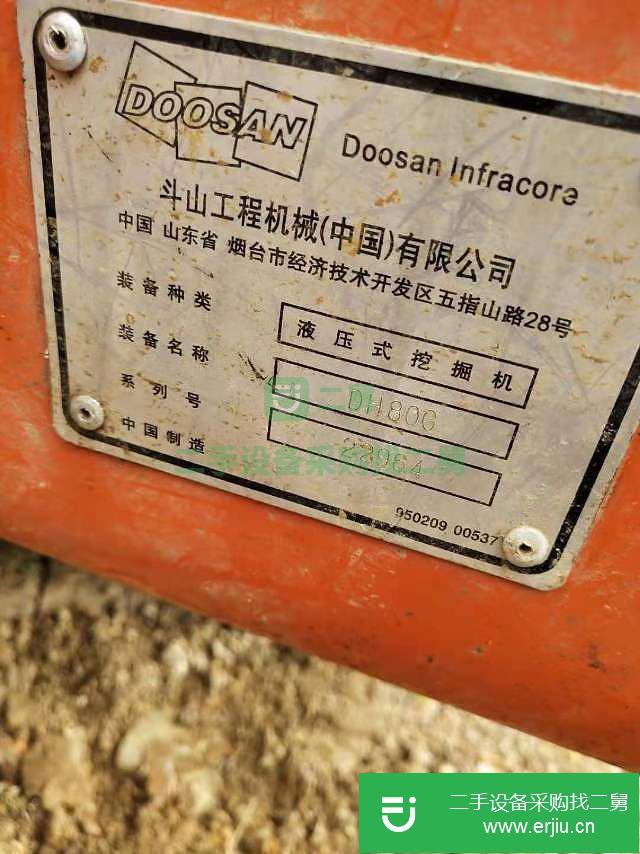 DOOSAN
Doosan Infracore
斗山工程机械(中国)有限公司
中国 山东省 烟台市经济技术开发区五指山路28号
装备种类 液压式挖掘机
装备名称 DH80G
系列号
中国制造
950209 00537
二手设备采购找二舅
二手设备采购找二舅
www.erjiu.cn